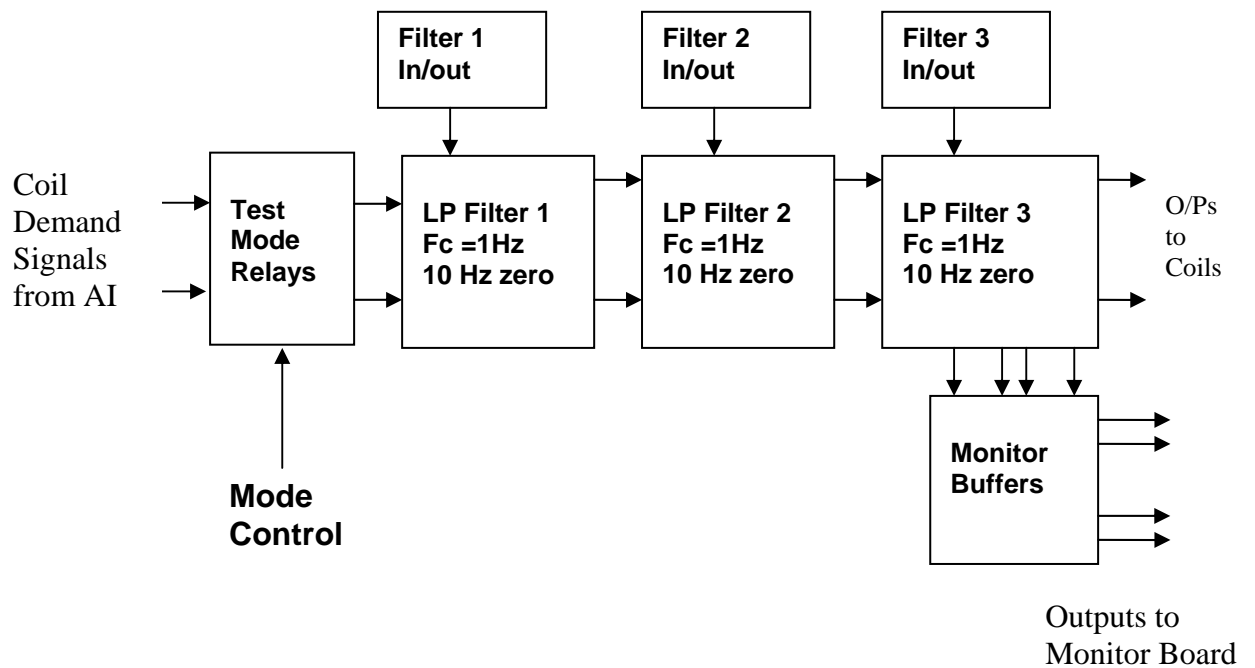 Filter 1
In/out
Filter 2
In/out
Filter 3
In/out
Coil
Demand
Signals
from AI
Test
Mode
Relays
LP Filter 1
Fc =1Hz
10 Hz zero
LP Filter 2
Fc =1Hz
10 Hz zero
LP Filter 3
Fc =1Hz
10 Hz zero
O/Ps
to
Coils
Mode
Control
Monitor
Buffers
Outputs to
Monitor Board